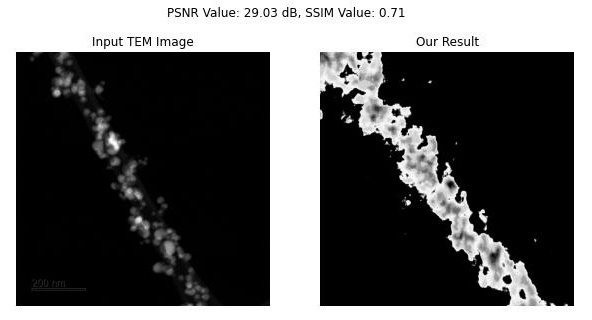 PSNR Value: 29.03 dB, SSIM Value: 0.71
Input TEM Image
Our Result
200 nm